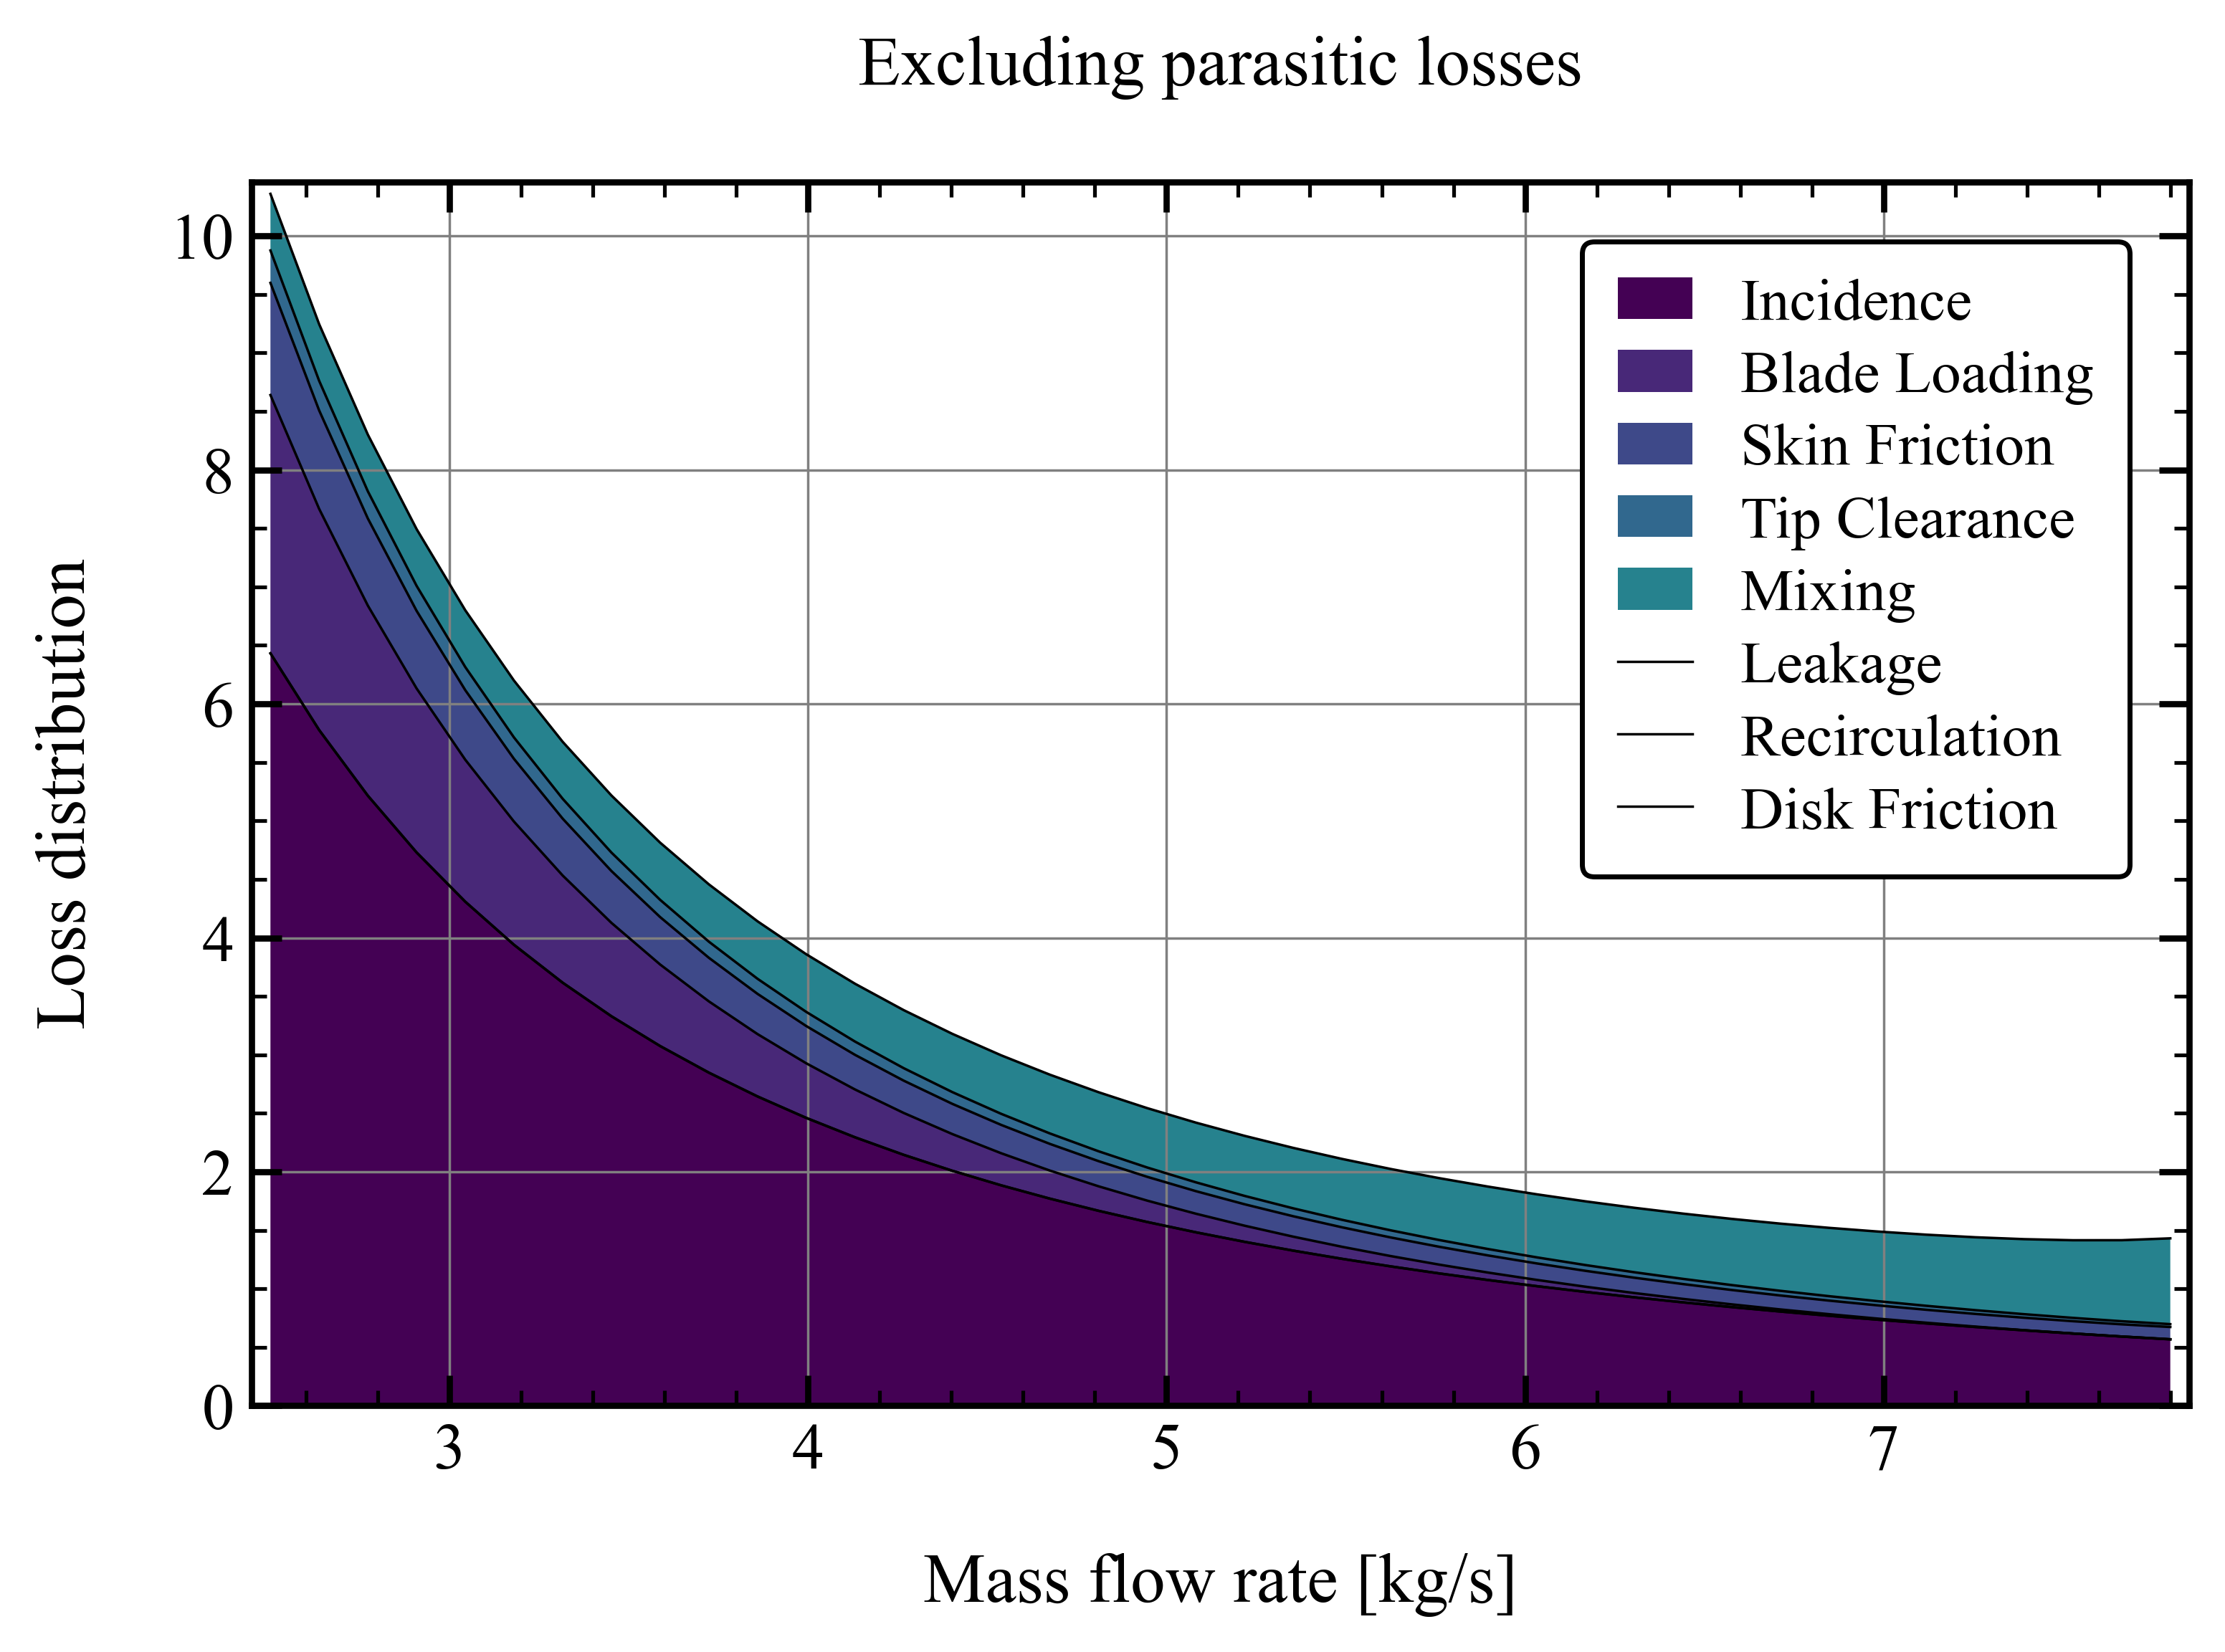 Excluding parasitic losses
10
8
6
4
2
0
Loss distribution
Incidence
Blade Loading
Skin Friction
Tip Clearance
Mixing
Leakage
Recirculation
Disk Friction
3 4 5 6 7
Mass flow rate [kg/s]